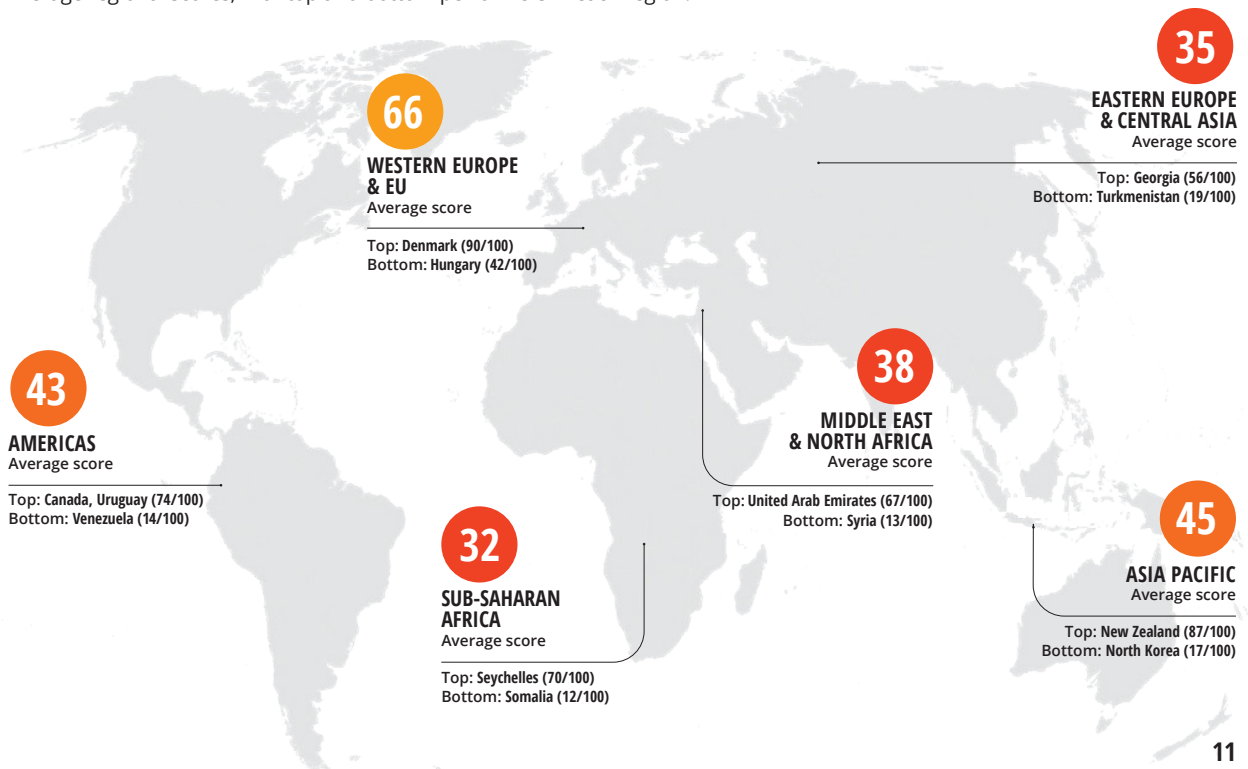 35
EASTERN EUROPE
& CENTRAL ASIA
Average score
Top: Georgia (56/100)
Bottom: Turkmenistan (19/100)
66
WESTERN EUROPE
& EU
Average score
Top: Denmark (90/100)
Bottom: Hungary (42/100)
43
AMERICAS
Average score
Top: Canada, Uruguay (74/100)
Bottom: Venezuela (14/100)
38
MIDDLE EAST
& NORTH AFRICA
Average score
Top: United Arab Emirates (67/100)
Bottom: Syria (13/100)
32
SUB-SAHARAN
AFRICA
Average score
Top: Seychelles (70/100)
Bottom: Somalia (12/100)
45
ASIA PACIFIC
Average score
Top: New Zealand (87/100)
Bottom: North Korea (17/100)
11